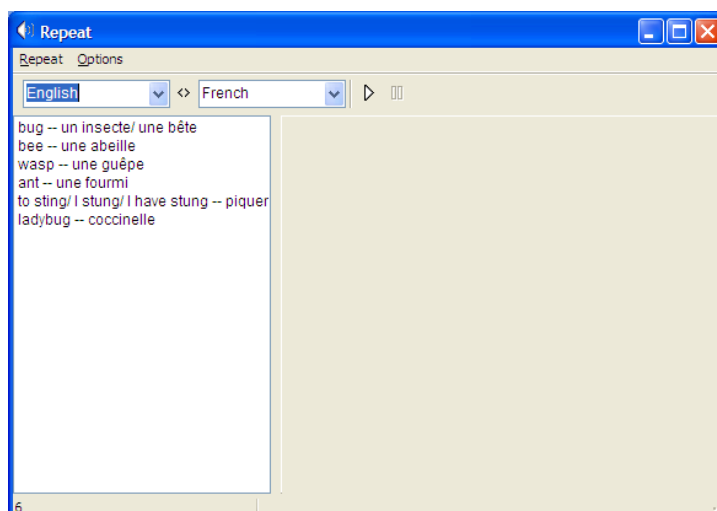 Repeat
Repeat Options
English <> French
bug -- un insecte/ une bête
bee -- une abeille
wasp -- une guêpe
ant -- une fourmi
to sting/ I stung/ I have stung -- piquer
ladybug -- coccinelle
6